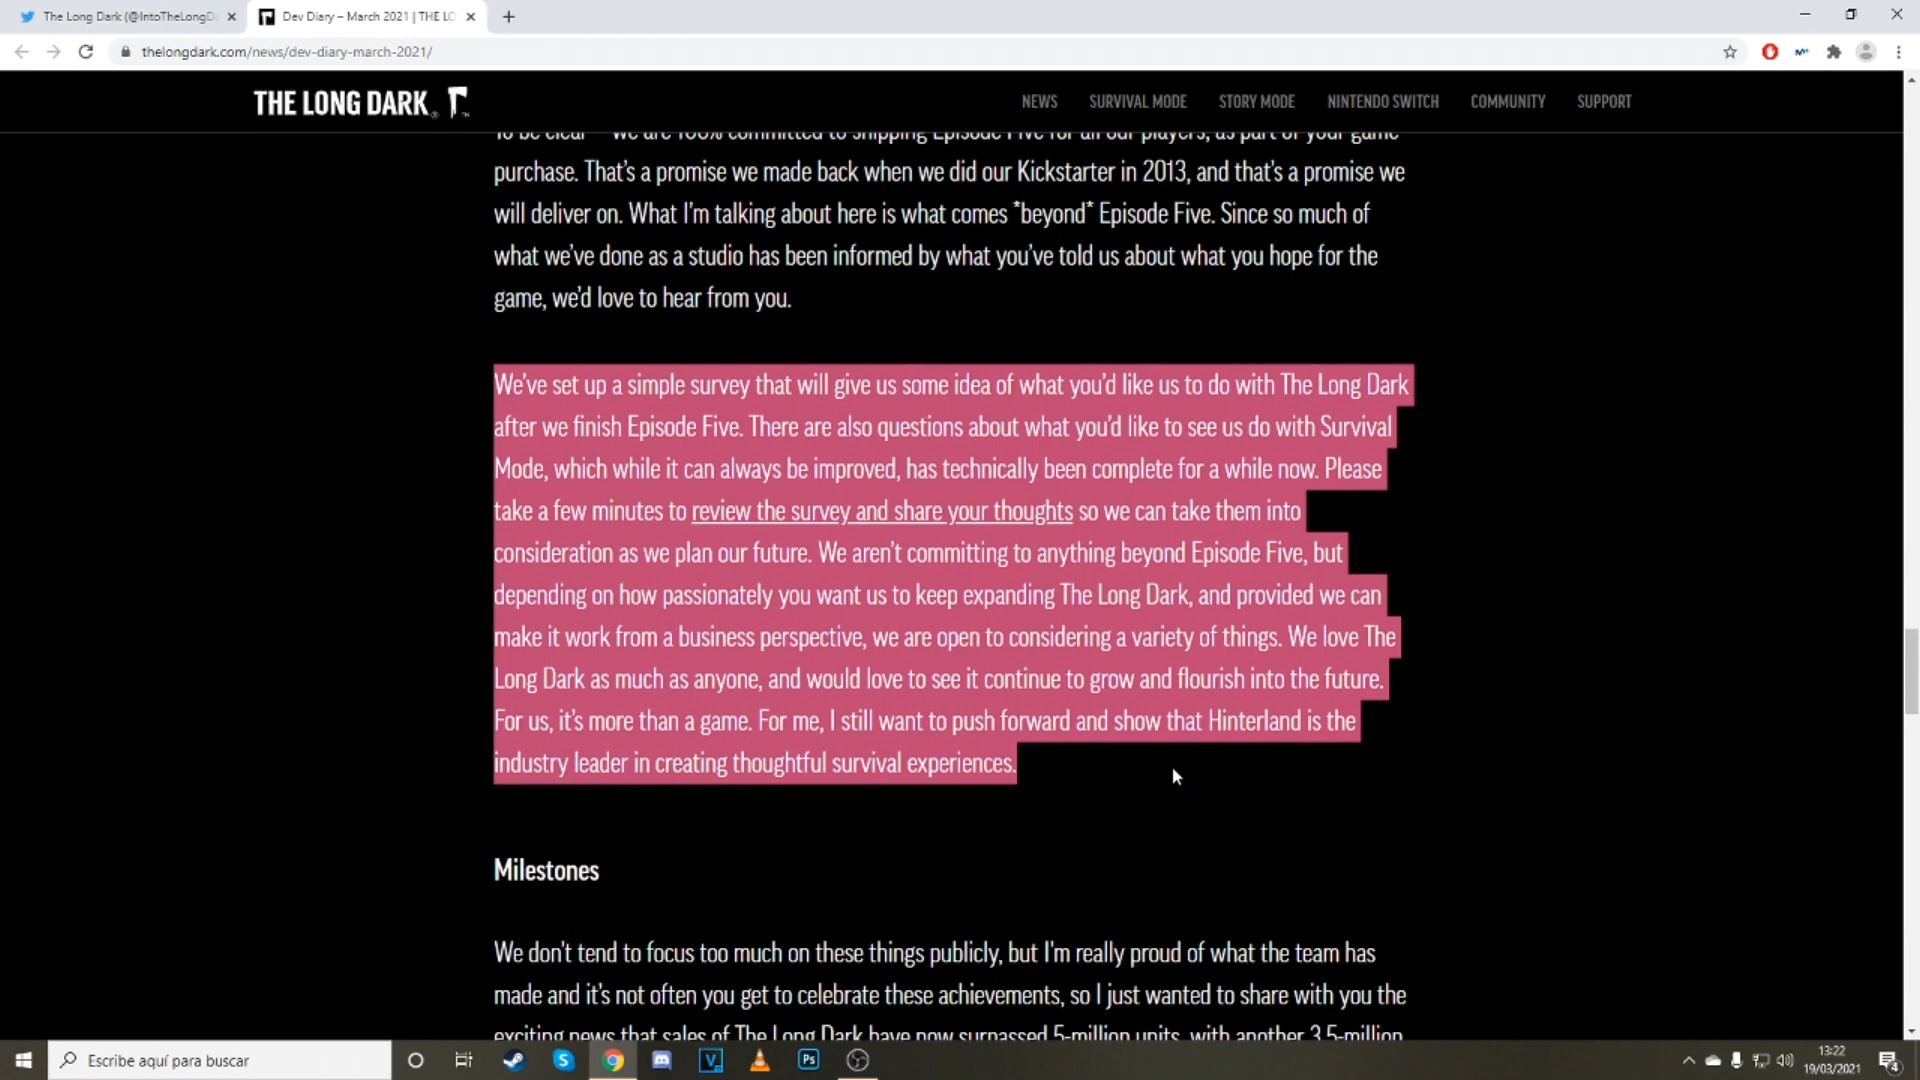 The Long Dark (@IntoTheLongD
Dev Diary – March 2021 | THE LO
thelongdark.com/news/dev-diary-march-2021/
THE LONG DARK
NEWS SURVIVAL MODE STORY MODE NINTENDO SWITCH COMMUNITY SUPPORT
To be clear – we are 100% committed to shipping Episode Five for all our players, as part of your game
purchase. That's a promise we made back when we did our Kickstarter in 2013, and that's a promise we
will deliver on. What I'm talking about here is what comes *beyond* Episode Five. Since so much of
what we've done as a studio has been informed by what you've told us about what you hope for the
game, we'd love to hear from you.
We've set up a simple survey that will give us some idea of what you'd like us to do with The Long Dark
after we finish Episode Five. There are also questions about what you'd like to see us do with Survival
Mode, which while it can always be improved, has technically been complete for a while now. Please
take a few minutes to review the survey and share your thoughts so we can take them into
consideration as we plan our future. We aren't committing to anything beyond Episode Five, but
depending on how passionately you want us to keep expanding The Long Dark, and provided we can
make it work from a business perspective, we are open to considering a variety of things. We love The
Long Dark as much as anyone, and would love to see it continue to grow and flourish into the future.
For us, it's more than a game. For me, I still want to push forward and show that Hinterland is the
industry leader in creating thoughtful survival experiences.
Milestones
We don't tend to focus too much on these things publicly, but I'm really proud of what the team has
made and it's not often you get to celebrate these achievements, so I just wanted to share with you the
exciting news that sales of The Long Dark have now surpassed 5-million units, with another 3.5-million
Escribe aquí para buscar
13:22
19/03/2021
4